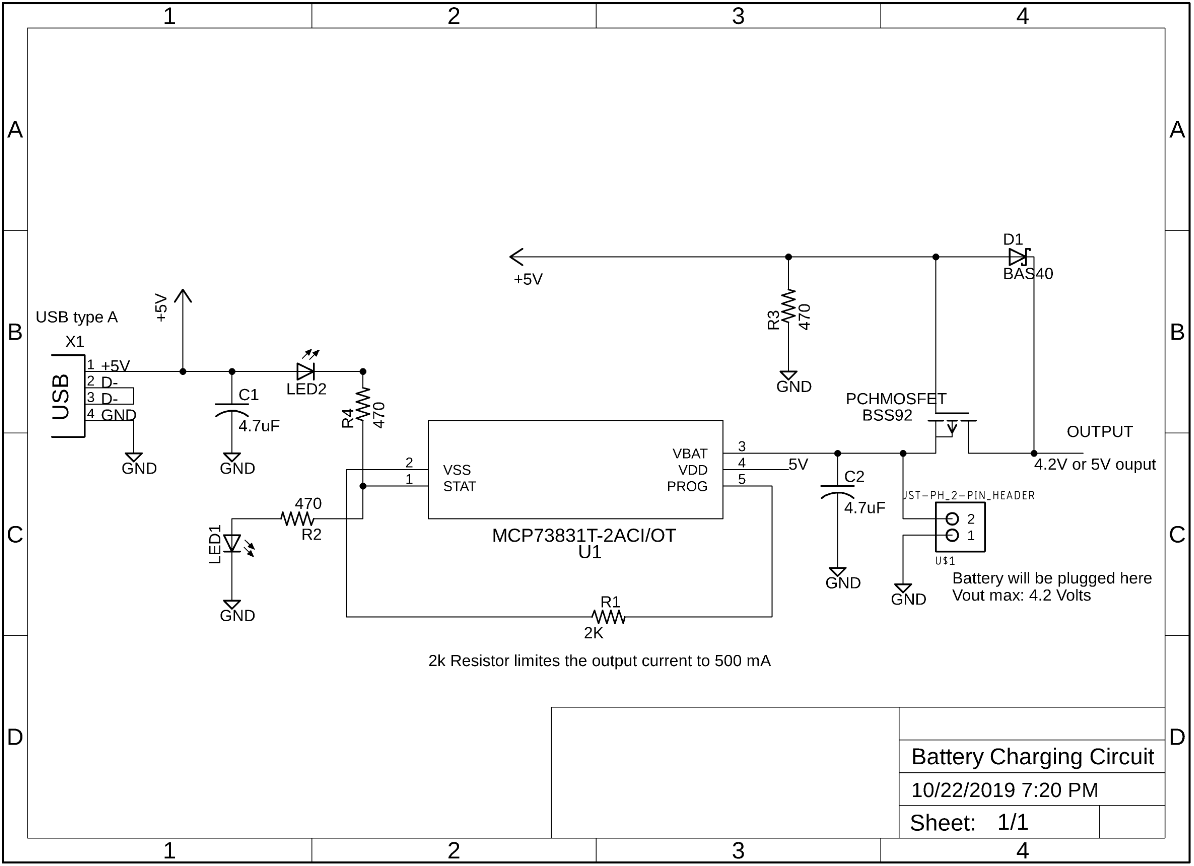 1 2 3 4
A A
D1
+5V
BAS40
+5V
R3
470
USB type A
B B
X1
1 +5V
2 D-
3 D-
4 GND
USB
LED2
GND
C1
4.7uF
R4
470
PCHMOSFET
BSS92
GND
GND
OUTPUT
4.2V or 5V ouput
2 VSS
1 STAT
VBAT 3
VDD 4 5V
PROG 5
C2
4.7uF
JST-PH_2-PIN_HEADER
470
R2
2
1
LED1
MCP73831T-2ACI/OT
U1
C C
U$1
GND
GND
Battery will be plugged here
Vout max: 4.2 Volts
GND
R1
2K
2k Resistor limites the output current to 500 mA
D D
Battery Charging Circuit
10/22/2019 7:20 PM
Sheet: 1/1
1 2 3 4